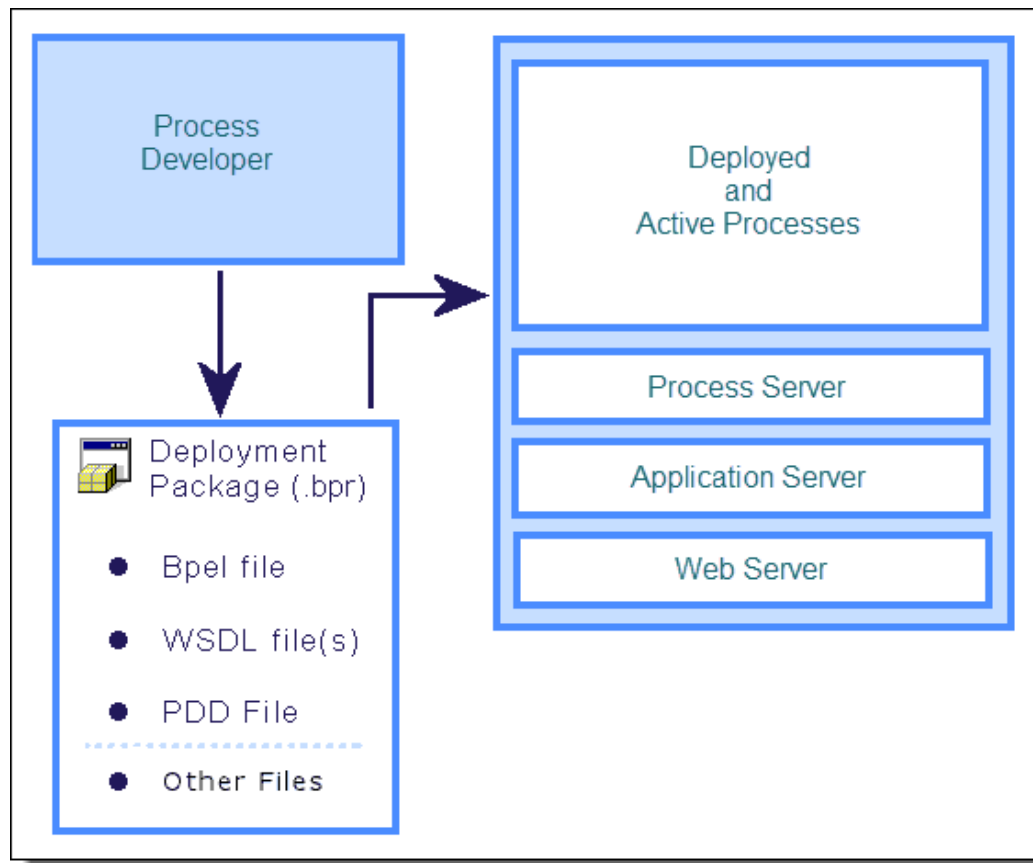 Process
Developer
Deployment
Package (.bpr)
Bpel file
WSDL file(s)
PDD File
Other Files
Deployed
and
Active Processes
Process Server
Application Server
Web Server